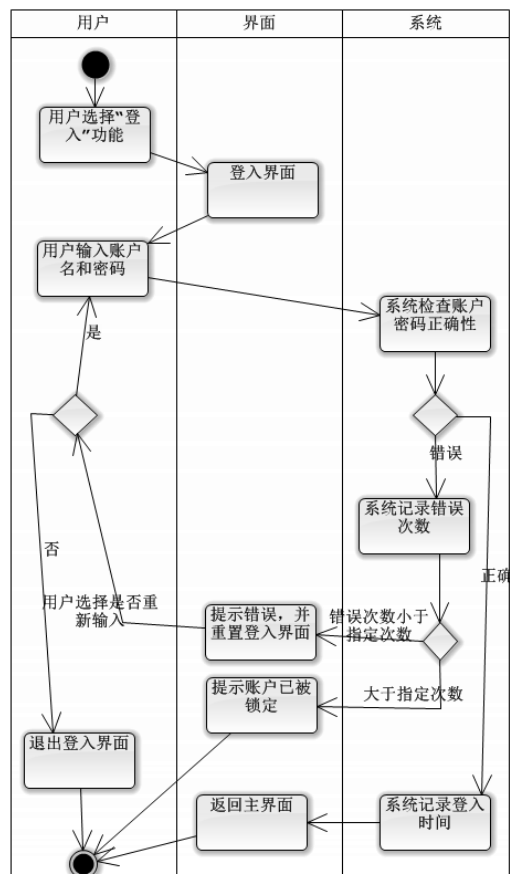 用户
界面
系统
用户选择“登
入”功能
登入界面
用户输入账户
名和密码
系统检查账户
密码正确性
是
错误
系统记录错误
次数
否
正确
用户选择是否重
新输入
提示错误，并
重置登入界面
错误次数小于
指定次数
提示账户已被
锁定
大于指定次数
退出登入界面
返回主界面
系统记录登入
时间